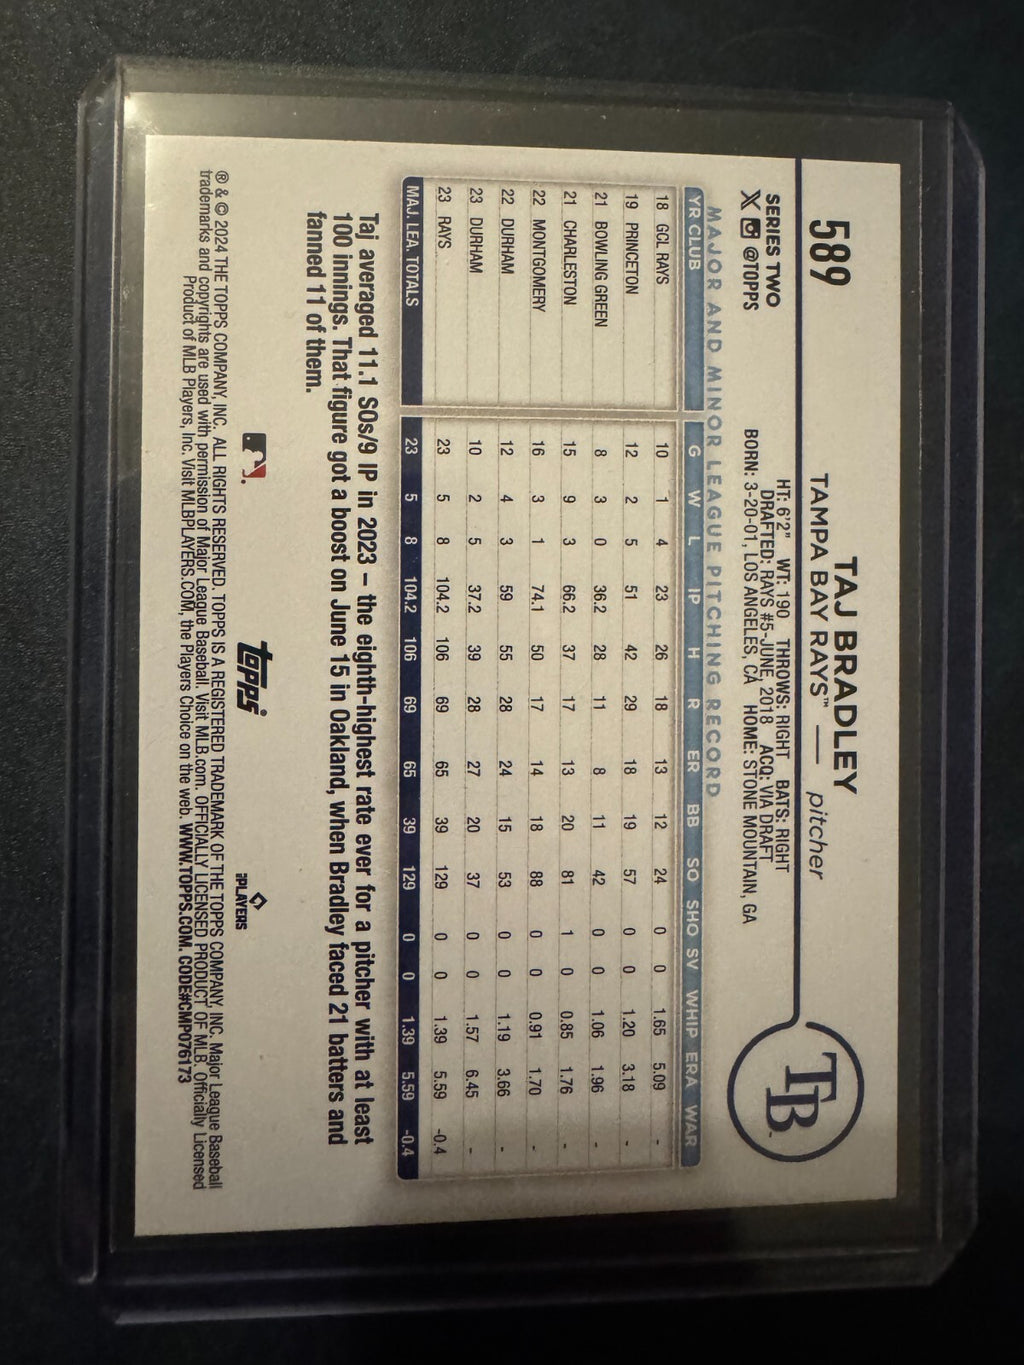 589
TAJ BRADLEY
TAMPA BAY RAYS™ — pitcher
TB
SERIES TWO
X @TOPPS
HT: 6'2" WT: 190 THROWS: RIGHT BATS: RIGHT
DRAFTED: RAYS #5-JUNE, 2018 ACQ: VIA DRAFT
BORN: 3-20-01, LOS ANGELES, CA HOME: STONE MOUNTAIN, GA
MAJOR AND MINOR LEAGUE PITCHING RECORD
YR CLUB G W L IP H R ER BB SO SHO SV WHIP ERA WAR
18 GCL RAYS 10 1 4 23 26 18 13 12 24 0 0 1.65 5.09 -
19 PRINCETON 12 2 5 51 42 29 18 19 57 0 0 1.20 3.18 -
21 BOWLING GREEN 8 3 0 36.2 28 11 8 11 42 0 0 1.06 1.96 -
21 CHARLESTON 15 9 3 66.2 37 17 13 20 81 1 0 0.85 1.76 -
22 MONTGOMERY 16 3 1 74.1 50 17 14 18 88 0 0 0.91 1.70 -
22 DURHAM 12 4 3 59 55 28 24 15 53 0 0 1.19 3.66 -
23 DURHAM 10 2 5 37.2 39 28 27 20 37 0 0 1.57 6.45 -
23 RAYS 23 5 8 104.2 106 69 65 39 129 0 0 1.39 5.59 -0.4
MAJ. LEA. TOTALS 23 5 8 104.2 106 69 65 39 129 0 0 1.39 5.59 -0.4
Taj averaged 11.1 SOs/9 IP in 2023 – the eighth-highest rate ever for a pitcher with at least
100 innings. That figure got a boost on June 15 in Oakland, when Bradley faced 21 batters and
fanned 11 of them.
topps
PLAYERS
® & © 2024 THE TOPPS COMPANY, INC. ALL RIGHTS RESERVED. TOPPS IS A REGISTERED TRADEMARK OF THE TOPPS COMPANY, INC. Major League Baseball
trademarks and copyrights are used with permission of Major League Baseball. Visit MLB.com. OFFICIALLY LICENSED PRODUCT OF MLB Players, Inc. Officially Licensed
Product of MLB Players, Inc. Visit MLBPLAYERS.COM, the Players Choice on the web. WWW.TOPPS.COM. CODE#CMP076173